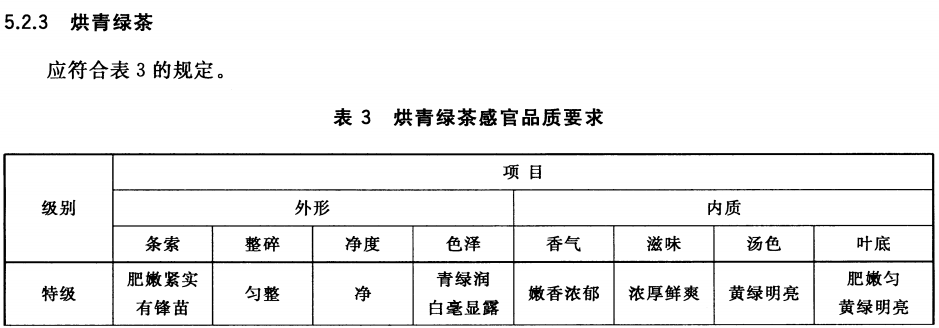 5.2.3 烘青绿茶
应符合表 3 的规定。
表 3 烘青绿茶感官品质要求
级别
项 目
外形
内质
条索
整碎
净度
色泽
香气
滋味
汤色
叶底
特级
肥嫩紧实
有锋苗
匀整
净
青绿润
白毫显露
嫩香浓郁
浓厚鲜爽
黄绿明亮
肥嫩匀
黄绿明亮